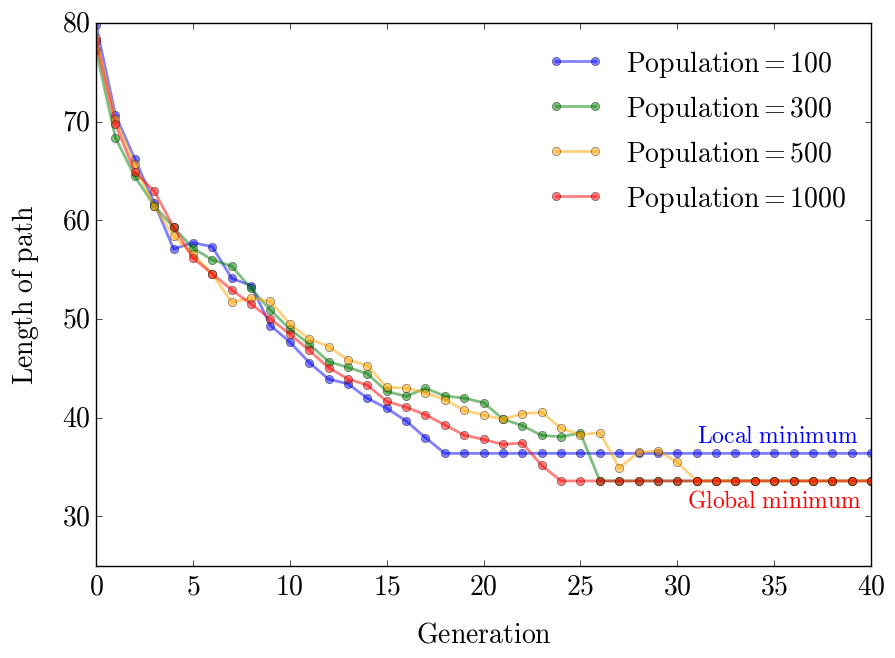 80
70
60
50
40
30
Length of path
Population = 100
Population = 300
Population = 500
Population = 1000
Local minimum
Global minimum
0 5 10 15 20 25 30 35 40
Generation